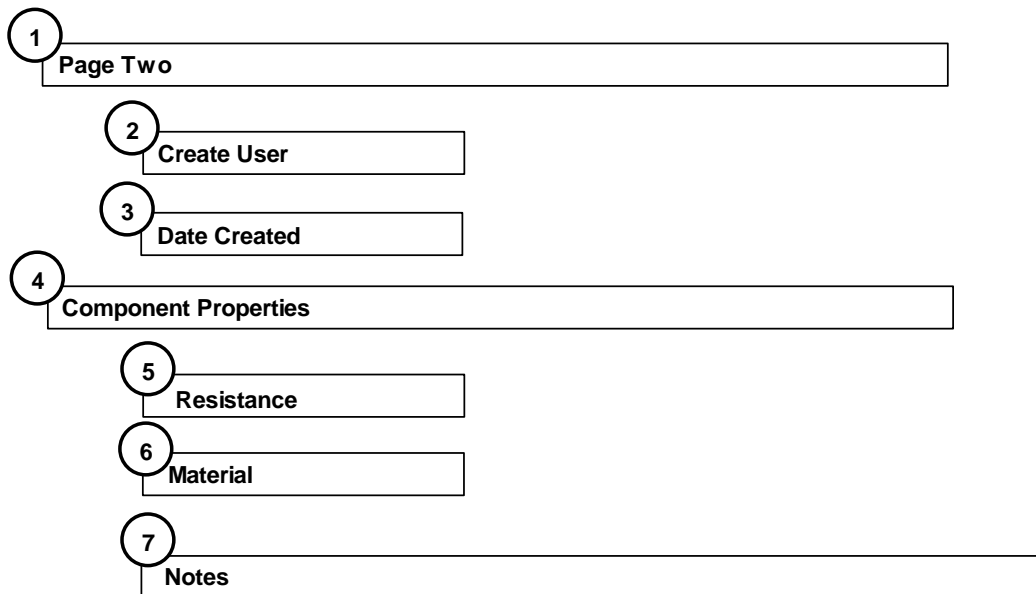 1
Page Two
2
Create User
3
Date Created
4
Component Properties
5
Resistance
6
Material
7
Notes